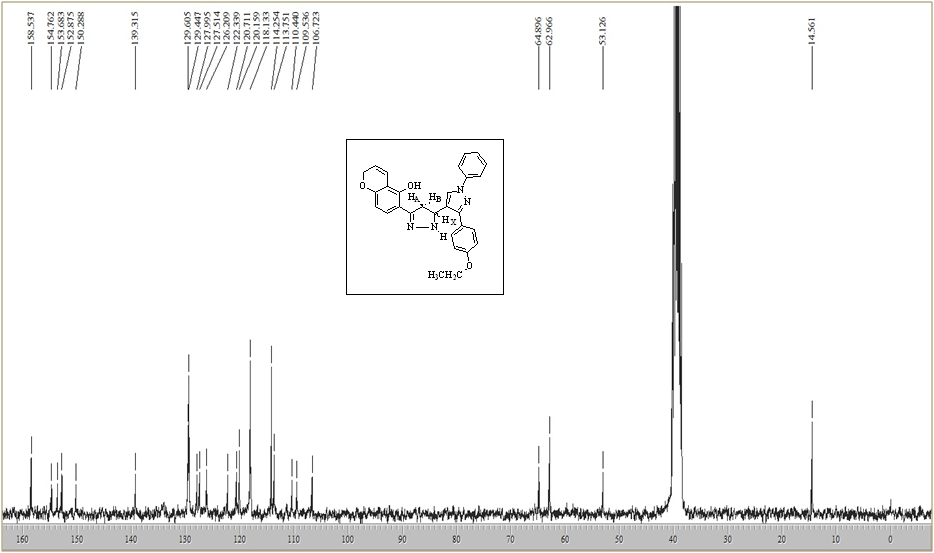 158.537
154.762
153.683
152.875
150.288
139.315
129.605
129.447
127.995
127.514
126.209
122.339
120.711
120.159
118.133
114.254
113.751
110.440
109.536
106.723
64.896
62.966
53.126
14.561
OH
O
H_A
H_B
N
N
H_X
N
N
H
O
H₃CH₂C
160 150 140 130 120 110 100 90 80 70 60 50 40 30 20 10 0